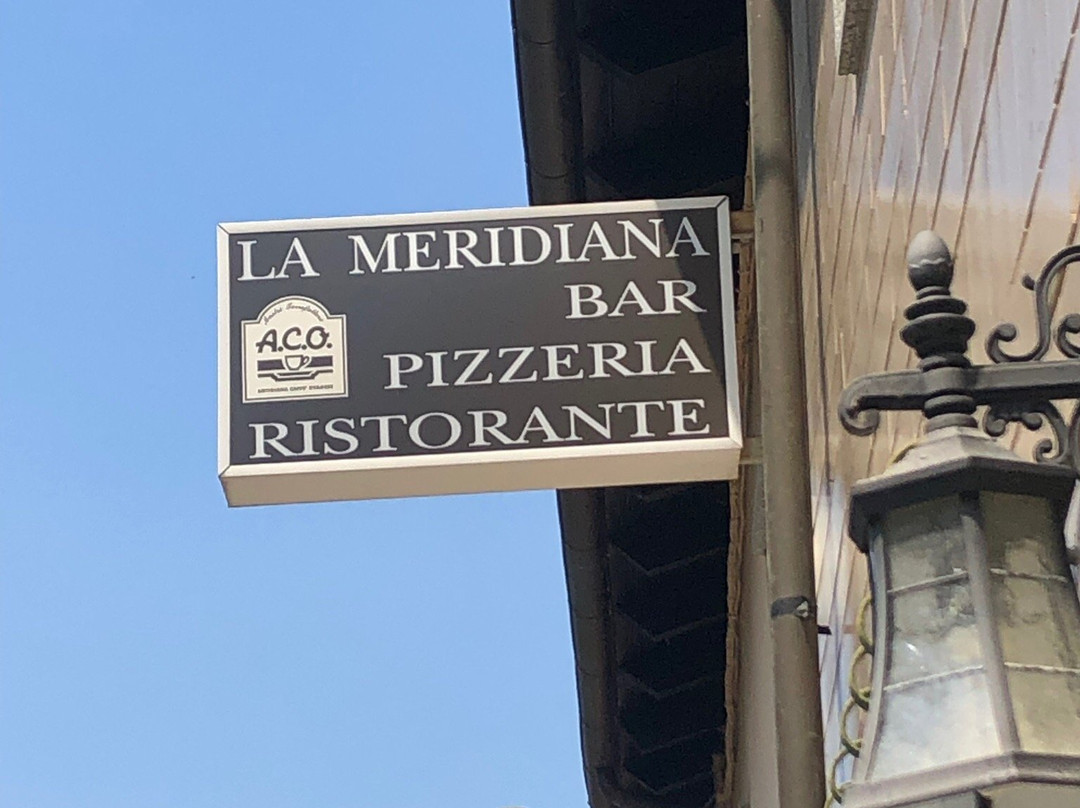 LA MERIDIANA
BAR
A.C.O.
PIZZERIA
RISTORANTE